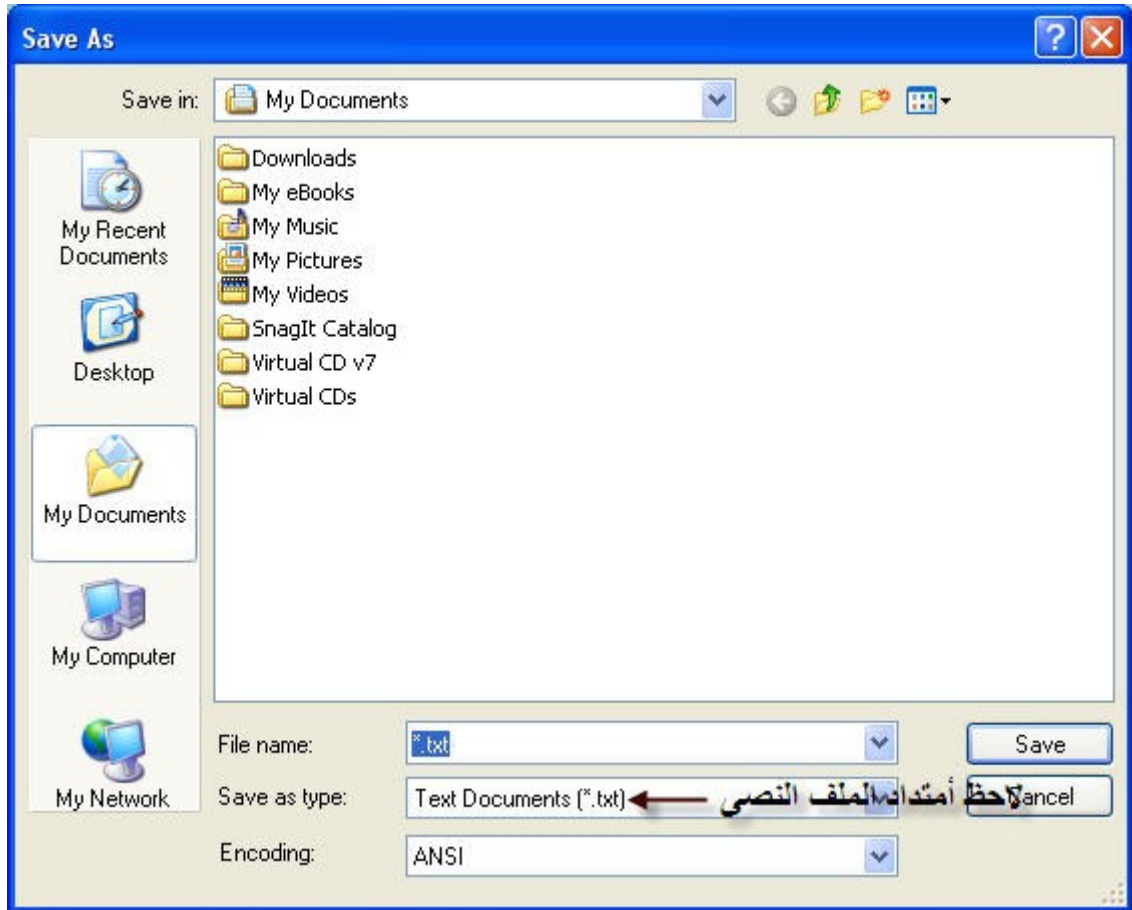 Save As
Save in:
My Documents
My Recent
Documents
Desktop
My Documents
My Computer
My Network
Downloads
My eBooks
My Music
My Pictures
My Videos
SnagIt Catalog
Virtual CD v7
Virtual CDs
File name:
*.txt
Save
Save as type:
Text Documents (*.txt)
لاحظ أمتداد الملف النصى
Cancel
Encoding:
ANSI